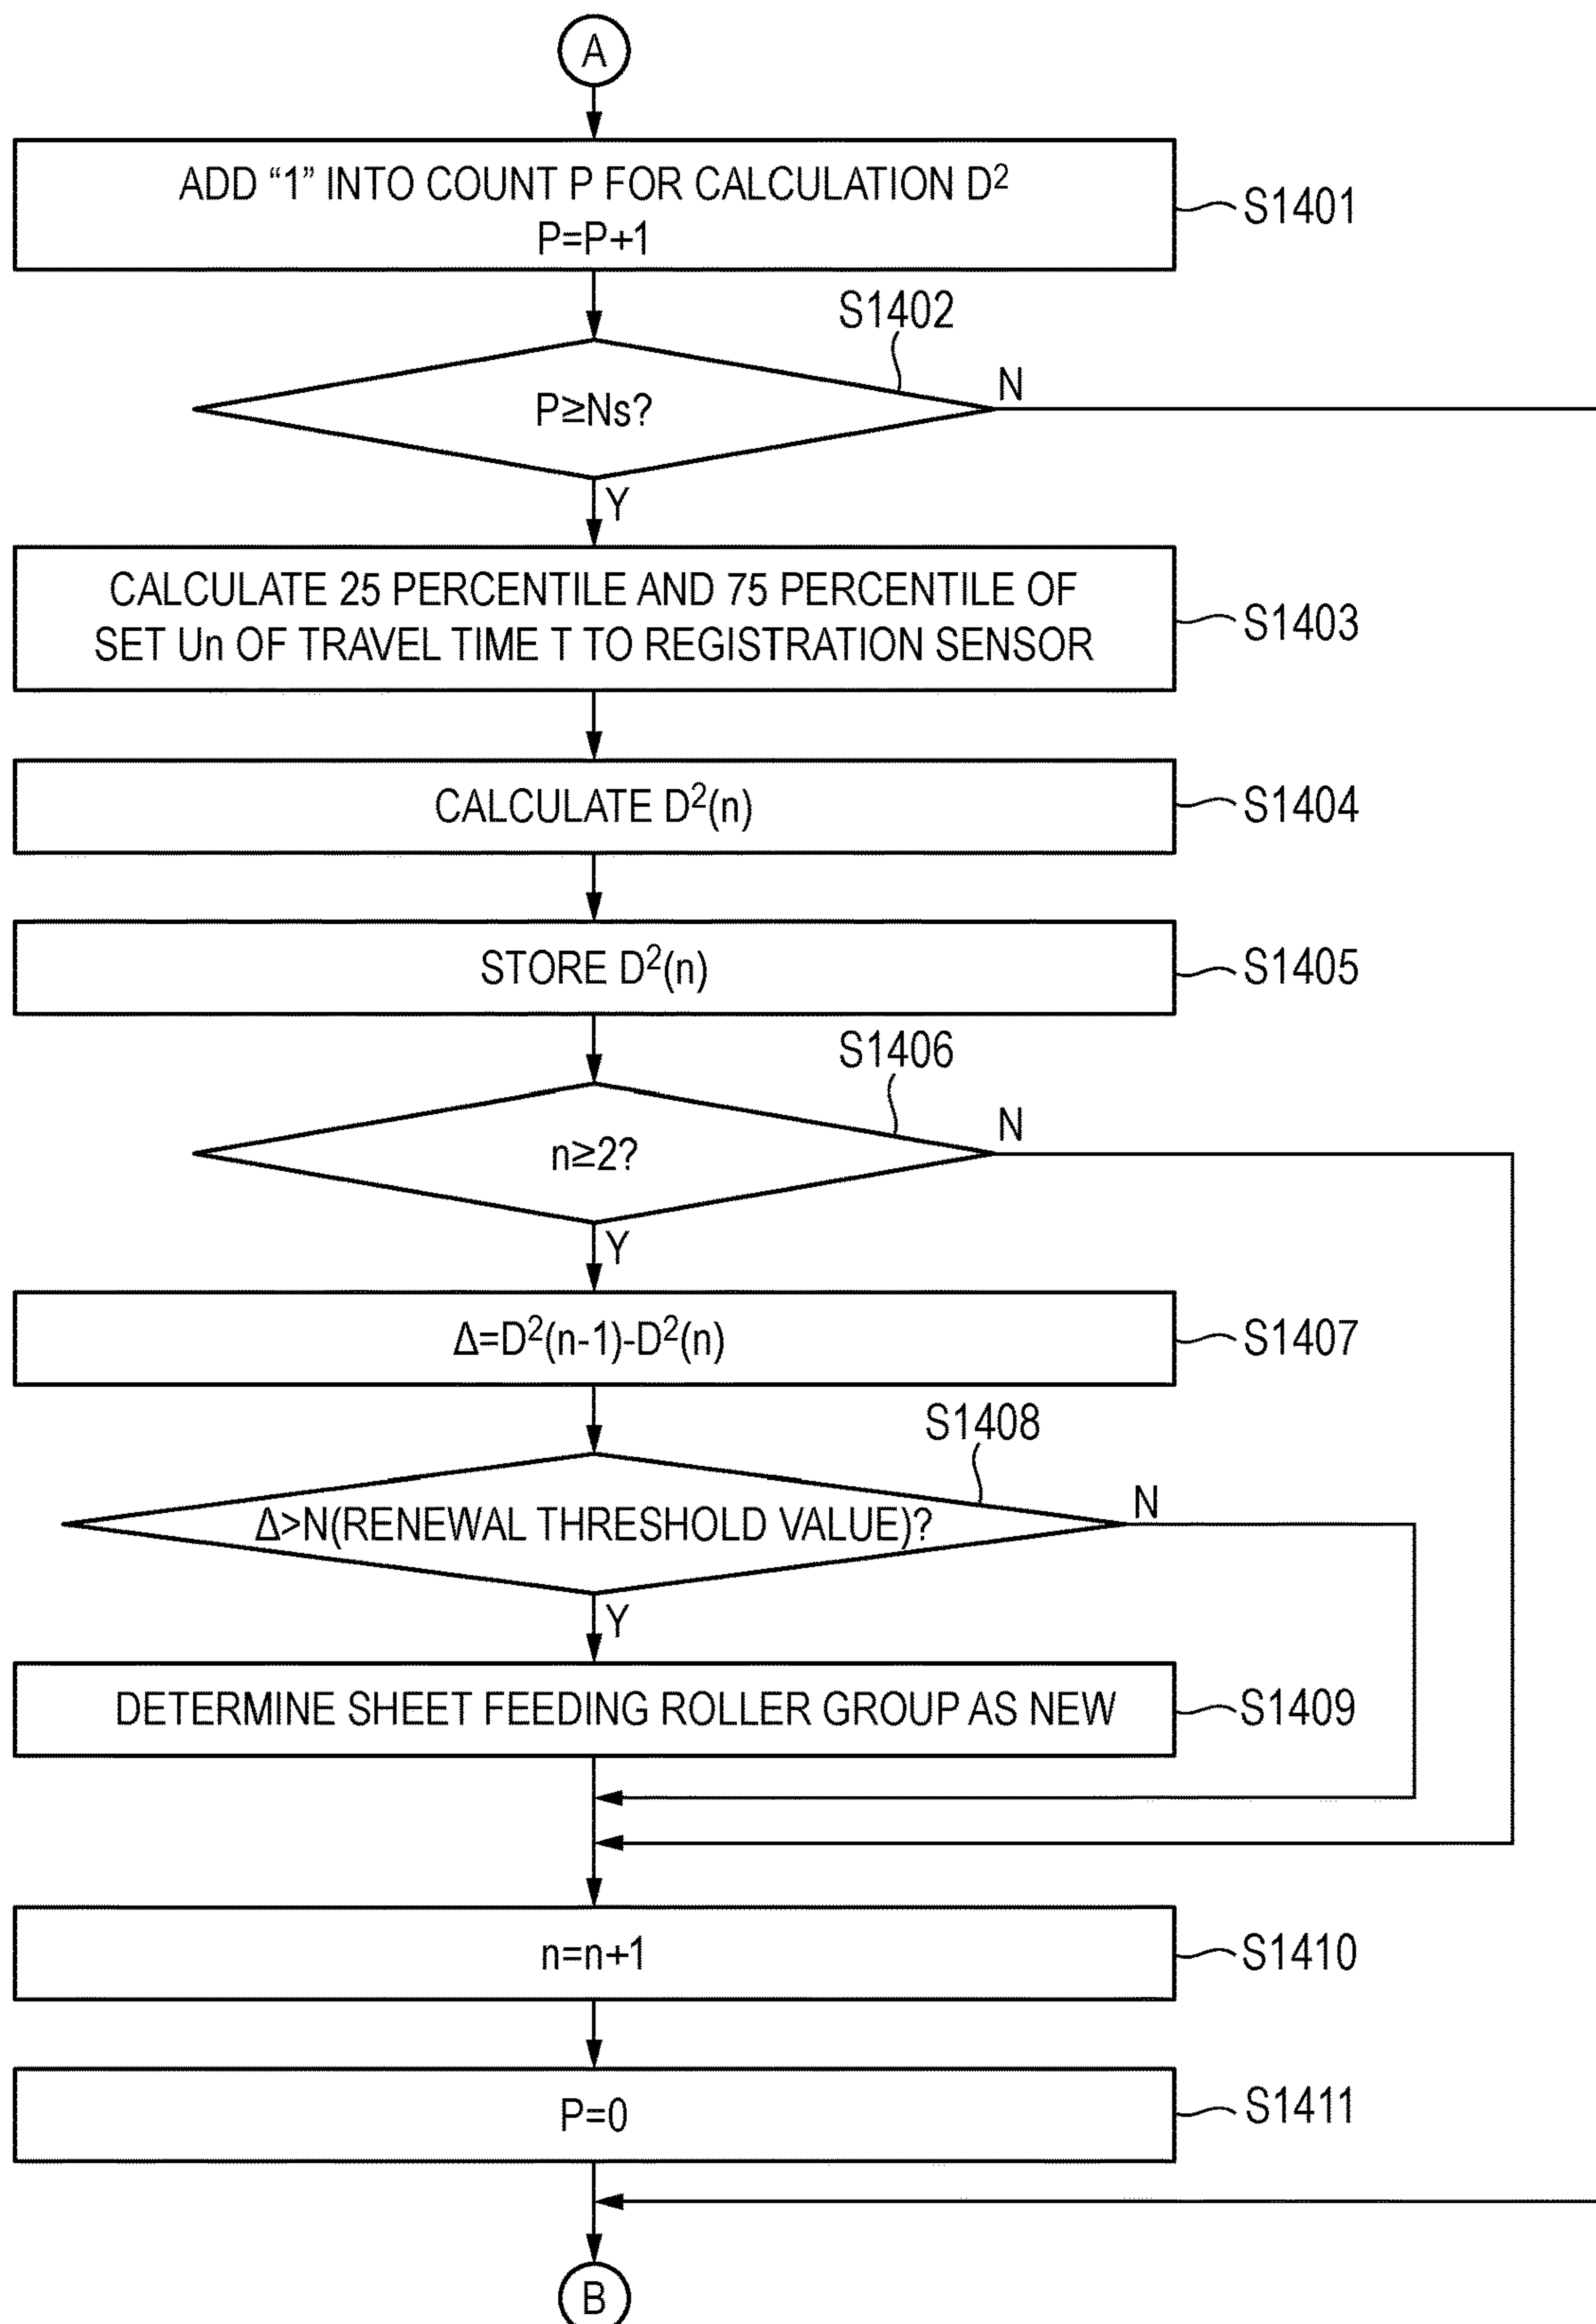 A
ADD “1” INTO COUNT P FOR CALCULATION D²
P=P+1
S1401
S1402
P≥Ns?
N
Y
CALCULATE 25 PERCENTILE AND 75 PERCENTILE OF
SET Un OF TRAVEL TIME T TO REGISTRATION SENSOR
S1403
CALCULATE D²(n)
S1404
STORE D²(n)
S1405
S1406
n≥2?
N
Y
Δ=D²(n-1)-D²(n)
S1407
S1408
Δ>N(RENEWAL THRESHOLD VALUE)?
N
Y
DETERMINE SHEET FEEDING ROLLER GROUP AS NEW
S1409
n=n+1
S1410
P=0
S1411
B